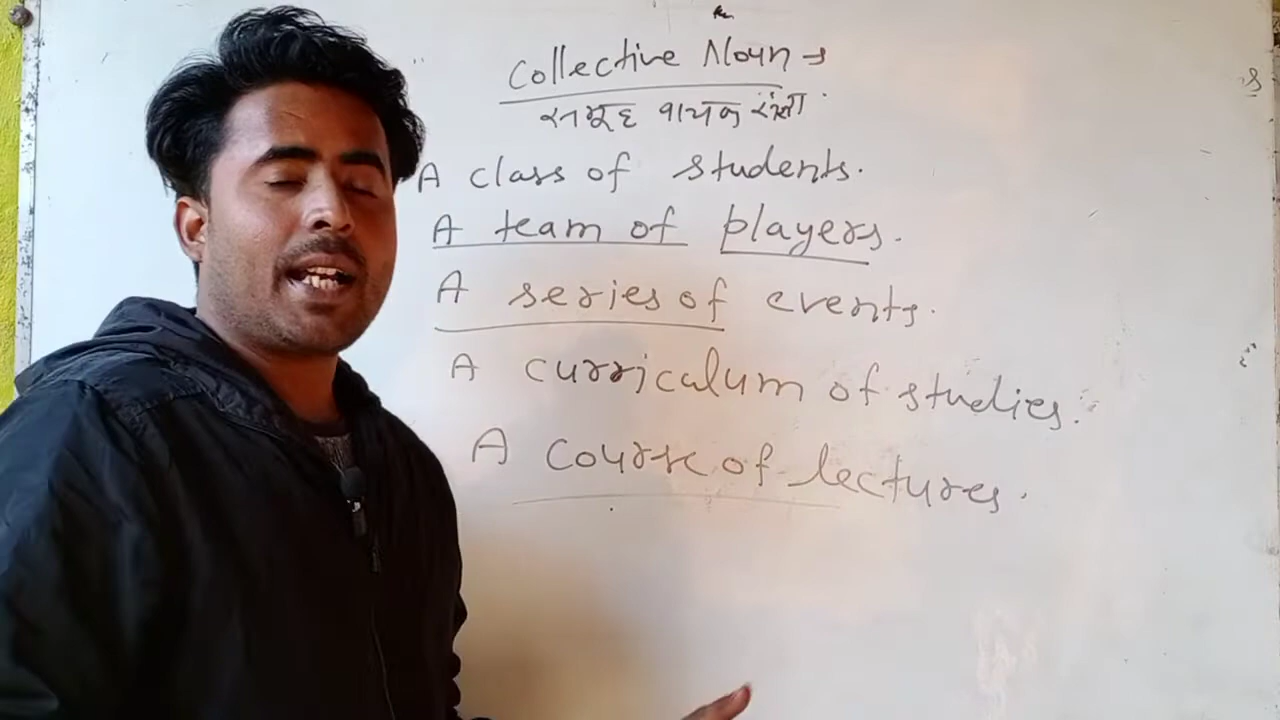 Collective Noun →
समूह वाचक संज्ञा
A class of students.
A team of players.
A series of events.
A curriculum of studies.
A course of lectures.